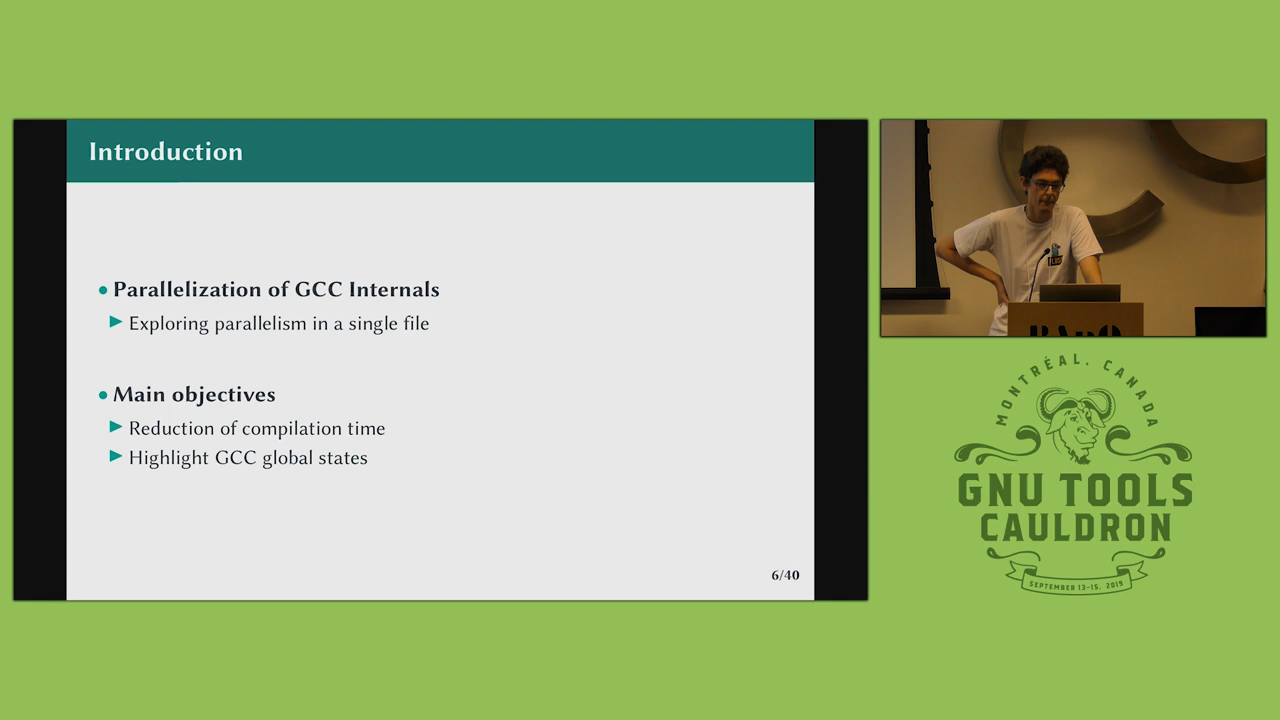 Introduction
Parallelization of GCC Internals
Exploring parallelism in a single file
Main objectives
Reduction of compilation time
Highlight GCC global states
6/40
MONTRÉAL, CANADA
GNU TOOLS
CAULDRON
SEPTEMBER 13-15, 2019